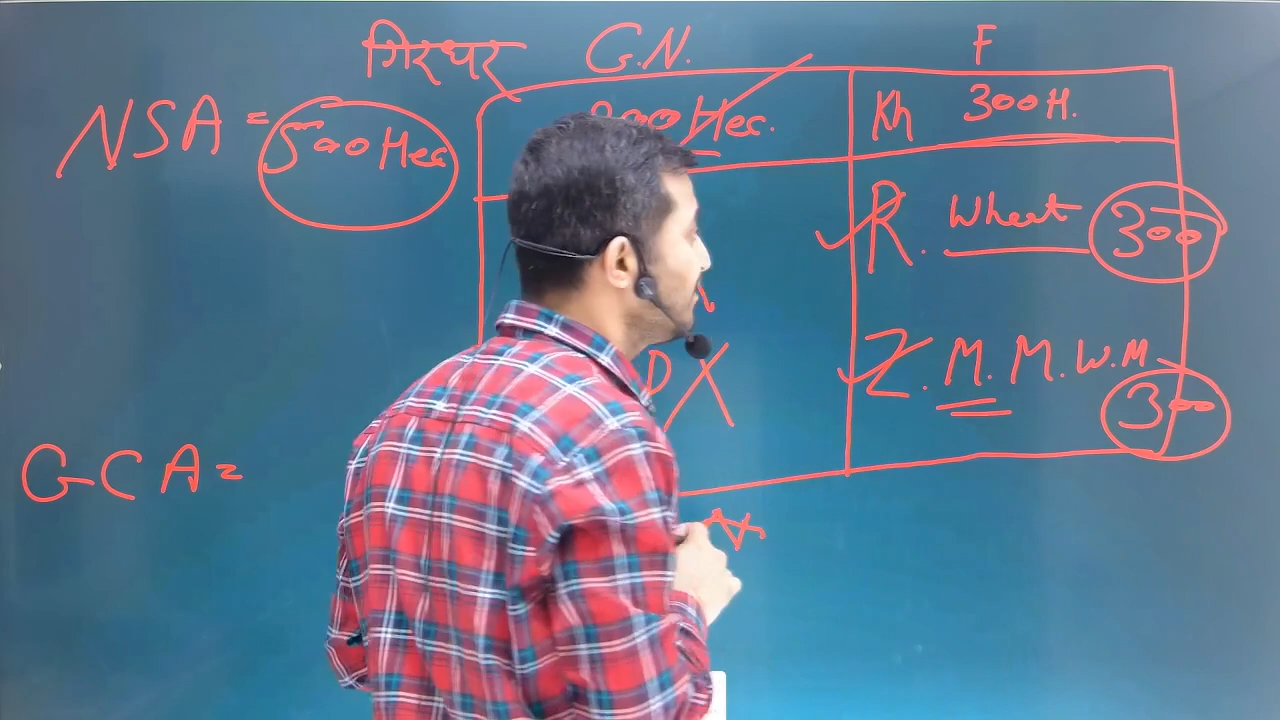 गिरधर G.N. F
NSA = 500 Hec
Hec. Kh 300 H.
R. Wheat 300
D X Z. M. M. W. M 300
GCA =